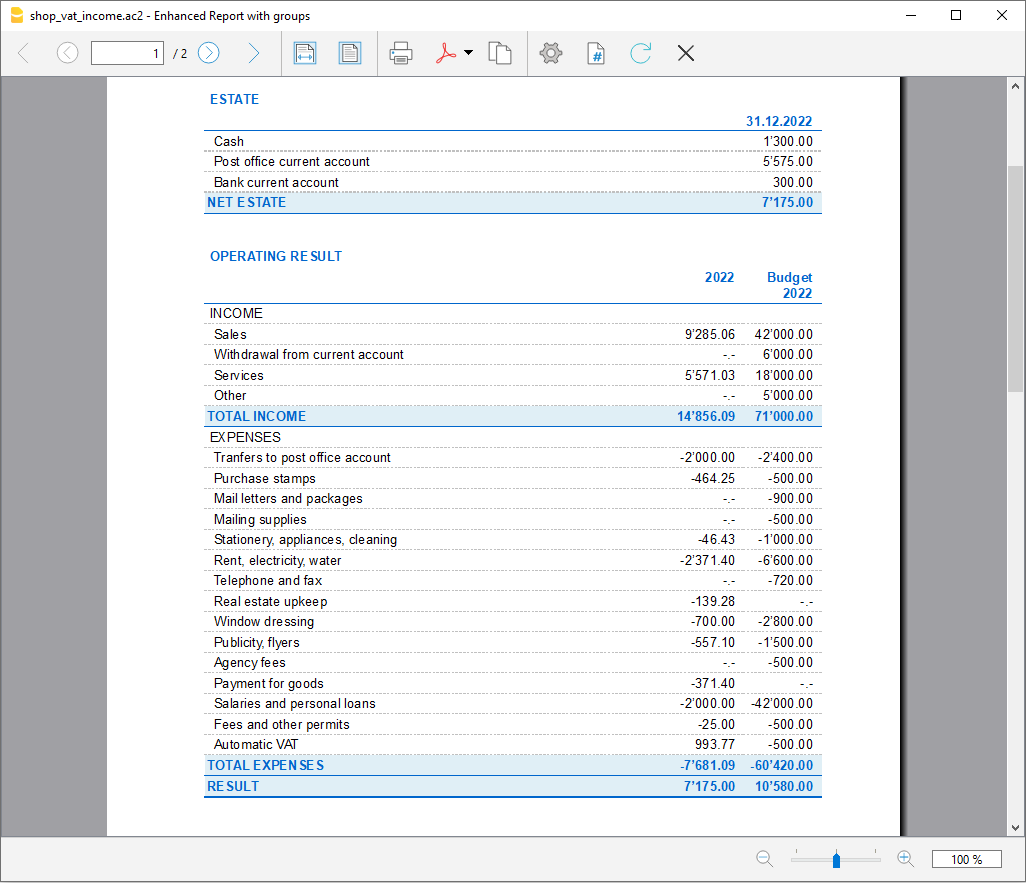 shop_vat_income.ac2 - Enhanced Report with groups
1 / 2
ESTATE
31.12.2022
Cash 1'300.00
Post office current account 5'575.00
Bank current account 300.00
NET ESTATE 7'175.00
OPERATING RESULT
2022 Budget
2022
INCOME
Sales 9'285.06 42'000.00
Withdrawal from current account -.- 6'000.00
Services 5'571.03 18'000.00
Other -.- 5'000.00
TOTAL INCOME 14'856.09 71'000.00
EXPENSES
Tranfers to post office account -2'000.00 -2'400.00
Purchase stamps -464.25 -500.00
Mail letters and packages -.- -900.00
Mailing supplies -.- -500.00
Stationery, appliances, cleaning -46.43 -1'000.00
Rent, electricity, water -2'371.40 -6'600.00
Telephone and fax -.- -720.00
Real estate upkeep -139.28 -.-
Window dressing -700.00 -2'800.00
Publicity, flyers -557.10 -1'500.00
Agency fees -.- -500.00
Payment for goods -371.40 -.-
Salaries and personal loans -2'000.00 -42'000.00
Fees and other permits -25.00 -500.00
Automatic VAT 993.77 -500.00
TOTAL EXPENSES -7'681.09 -60'420.00
RESULT 7'175.00 10'580.00
100 %